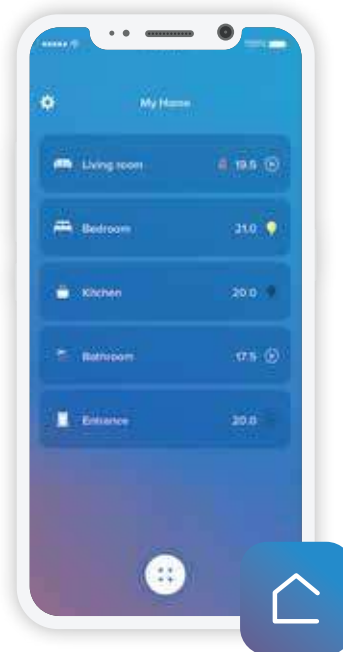 My Home
Living room 19.5
Bedroom 21.0
Kitchen 20.0
Bathroom 17.5
Entrance 20.0